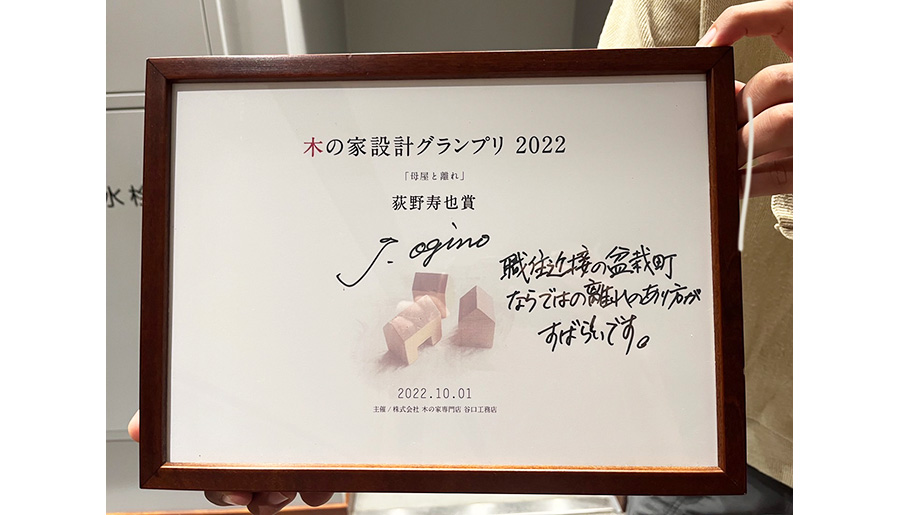 木の家設計グランプリ 2022
「母屋と離れ」
荻野寿也賞
T. ogino
職住近接の盆栽町
ならではの離れのあり方が
すばらしいです。
2022.10.01
主催/株式会社 木の家専門店 谷口工務店
水栓